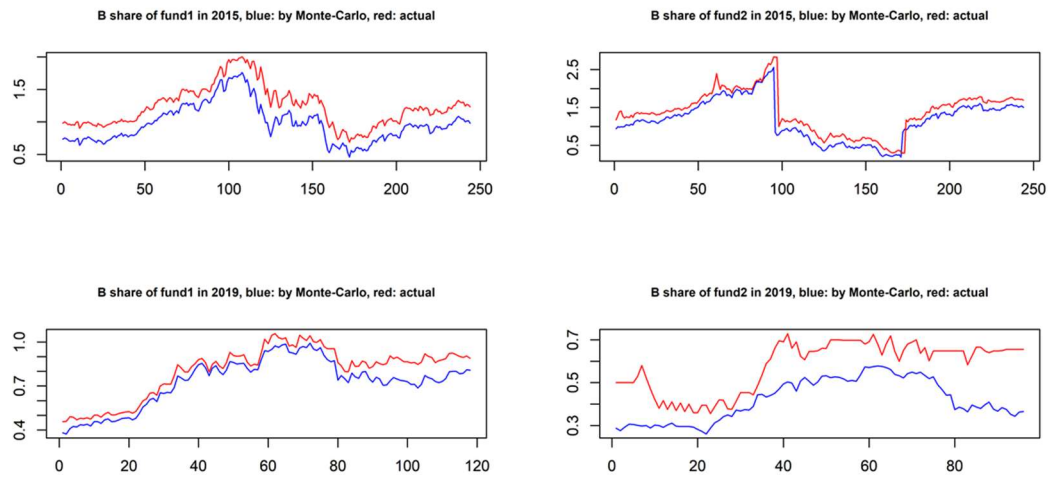 B share of fund1 in 2015, blue: by Monte-Carlo, red: actual
0.5 1.5
0 50 100 150 200 250
B share of fund2 in 2015, blue: by Monte-Carlo, red: actual
0.5 1.5 2.5
0 50 100 150 200 250
B share of fund1 in 2019, blue: by Monte-Carlo, red: actual
0.4 0.7 1.0
0 20 40 60 80 100 120
B share of fund2 in 2019, blue: by Monte-Carlo, red: actual
0.3 0.5 0.7
0 20 40 60 80